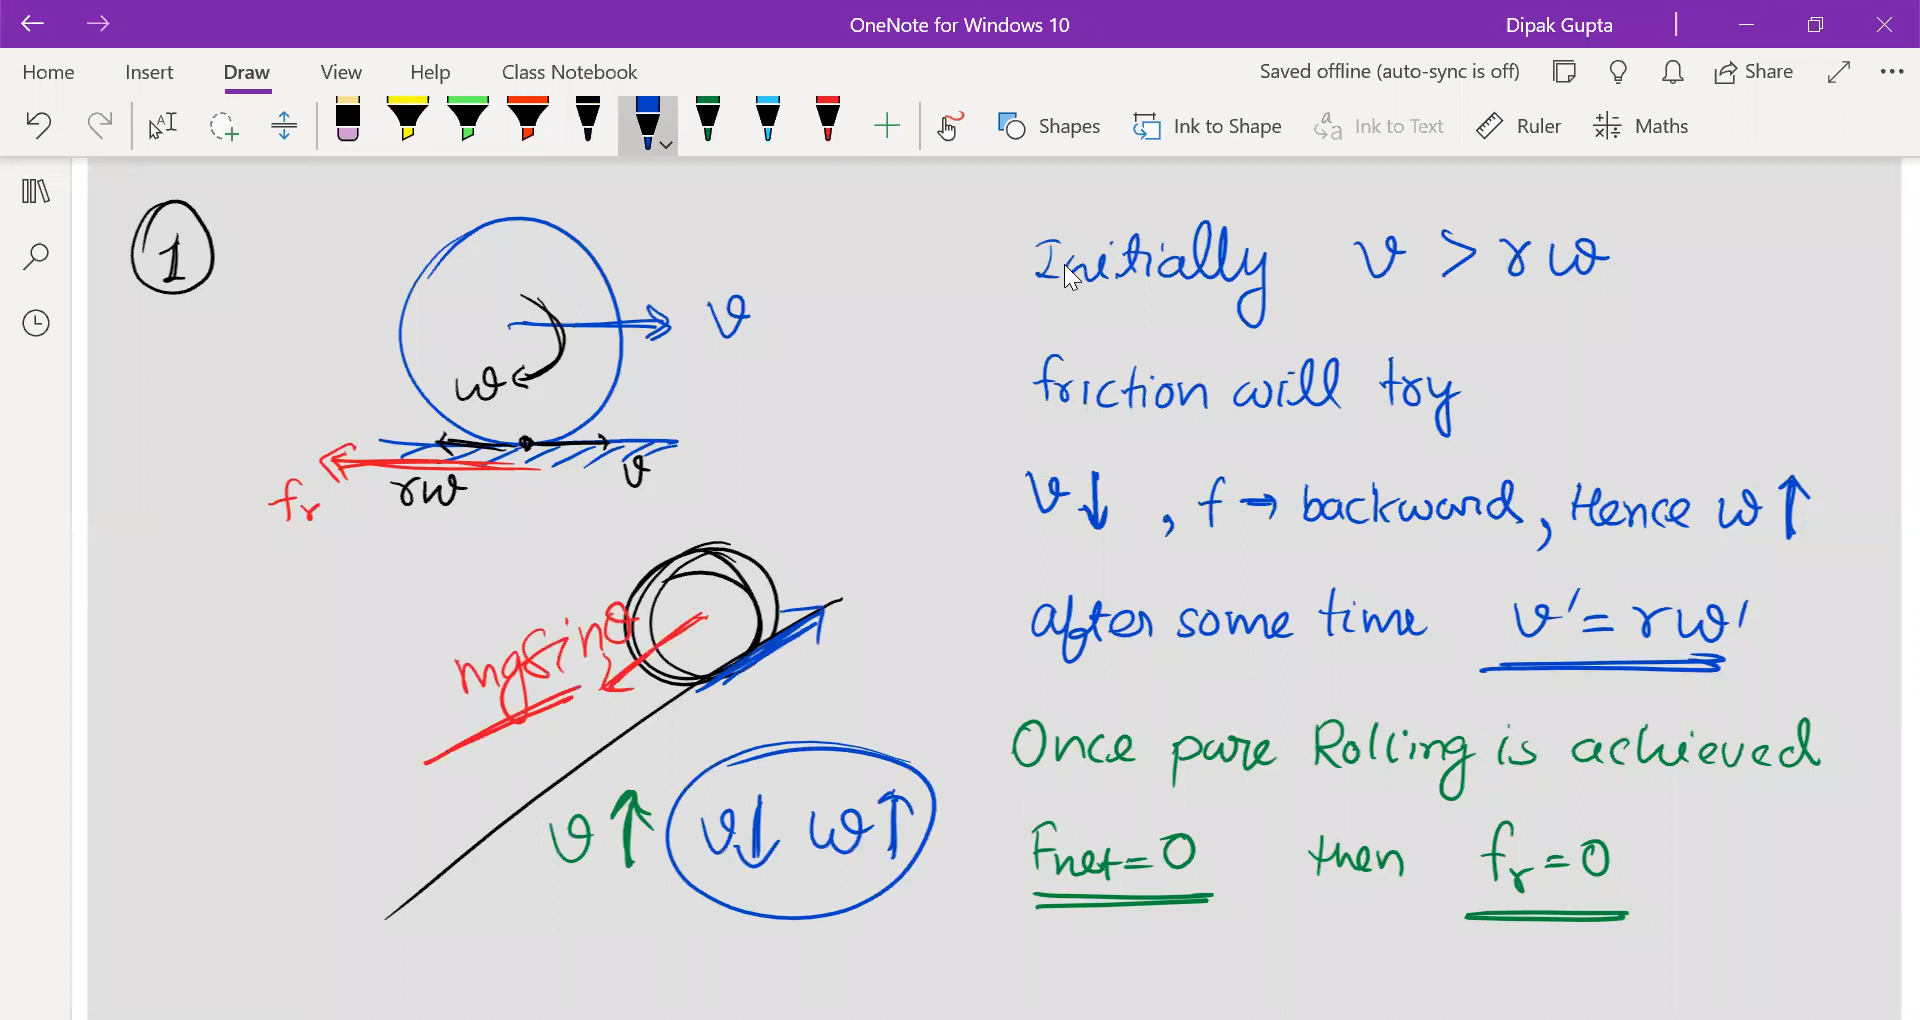 OneNote for Windows 10
Dipak Gupta
Home Insert Draw View Help Class Notebook
Saved offline (auto-sync is off) Share
Shapes Ink to Shape Ink to Text Ruler Maths
1
v
ω
rω
v
fr
Initially v > rω
friction will try
v↓, f → backward, Hence ω↑
after some time v' = rω'
mgsinθ
v↑ v↓ ω↑
Once pure Rolling is achieved
Fnet=0 then fr=0